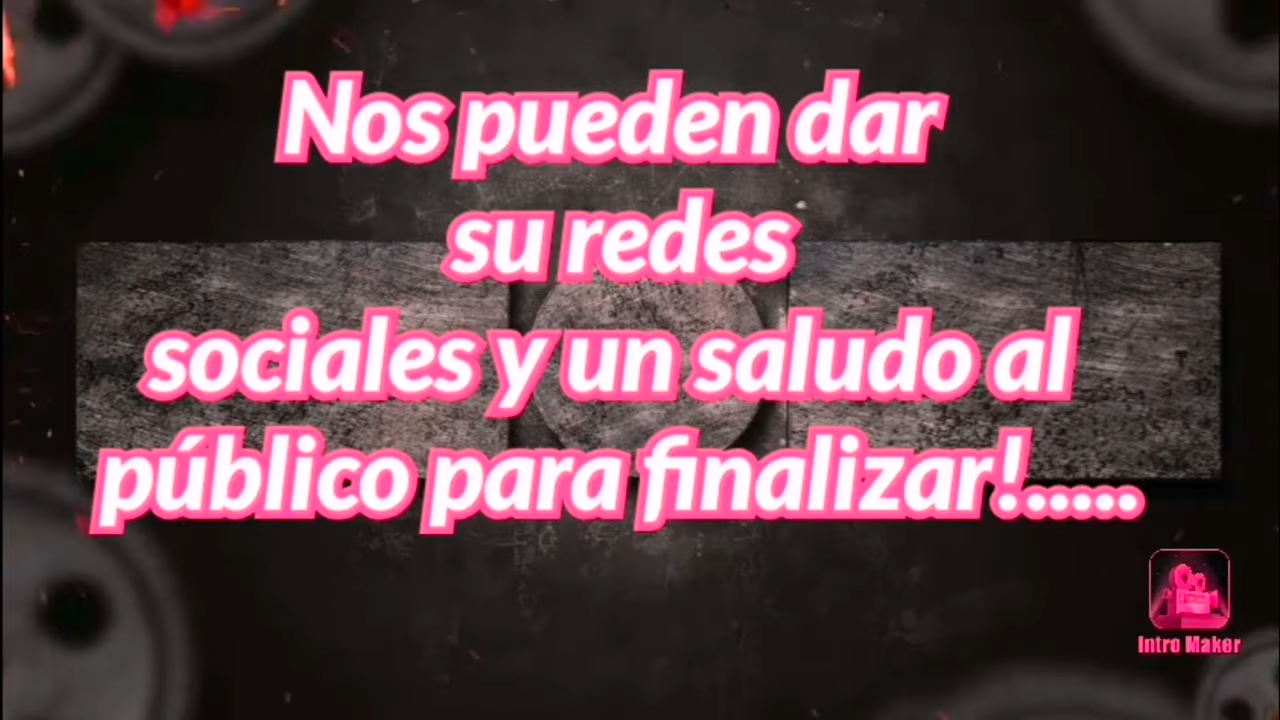 Nos pueden dar
su redes
sociales y un saludo al
público para finalizar!.....
Intro Maker